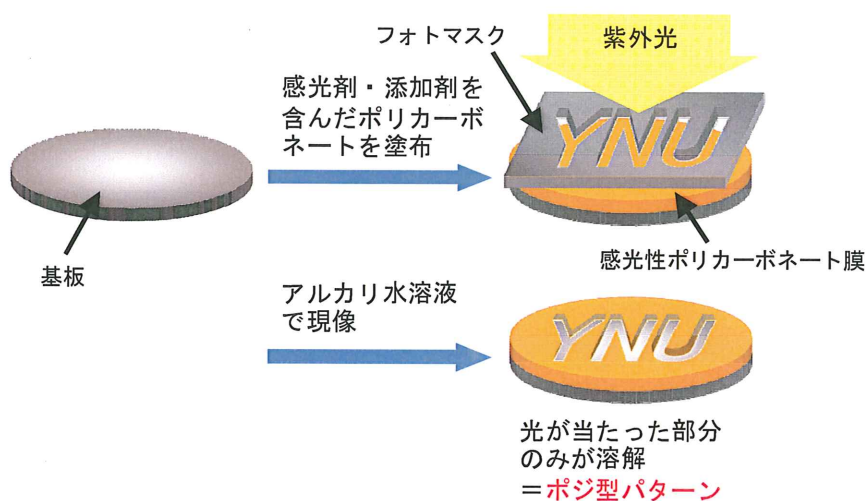 フォトマスク
紫外光
感光剤・添加剤を
含んだポリカーボ
ネートを塗布
YNU
基板
感光性ポリカーボネート膜
アルカリ水溶液
で現像
YNU
光が当たった部分
のみが溶解
＝ポジ型パターン